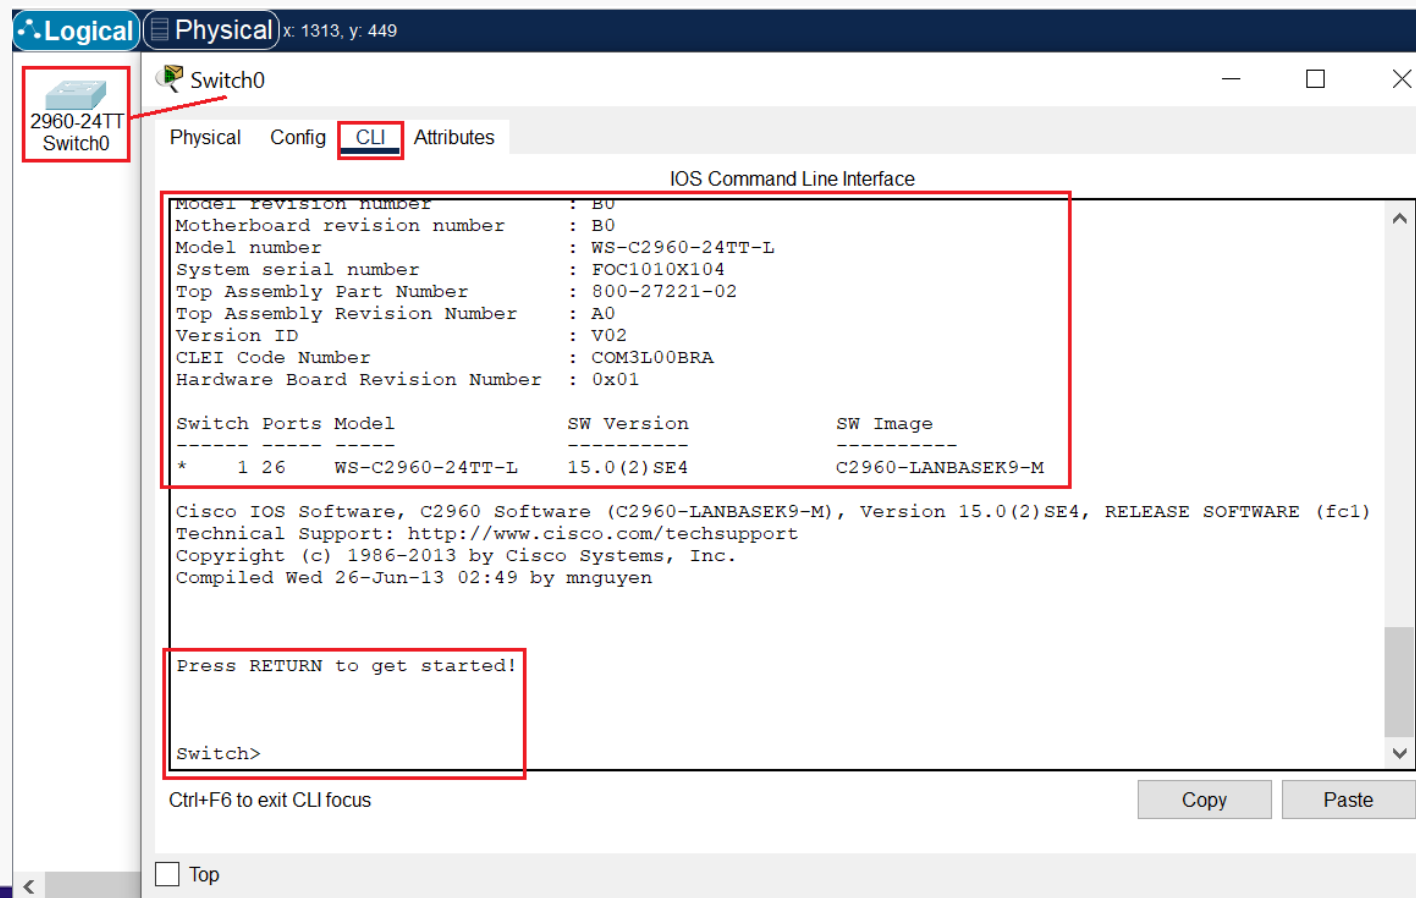 Logical Physical x: 1313, y: 449
2960-24TT
Switch0
Switch0
Physical Config CLI Attributes
IOS Command Line Interface
Model revision number : B0
Motherboard revision number : B0
Model number : WS-C2960-24TT-L
System serial number : FOC1010X104
Top Assembly Part Number : 800-27221-02
Top Assembly Revision Number : A0
Version ID : V02
CLEI Code Number : COM3L00BRA
Hardware Board Revision Number : 0x01
Switch Ports Model SW Version SW Image
------ ----- ----- ---------- ----------
* 1 26 WS-C2960-24TT-L 15.0(2)SE4 C2960-LANBASEK9-M
Cisco IOS Software, C2960 Software (C2960-LANBASEK9-M), Version 15.0(2)SE4, RELEASE SOFTWARE (fc1)
Technical Support: http://www.cisco.com/techsupport
Copyright (c) 1986-2013 by Cisco Systems, Inc.
Compiled Wed 26-Jun-13 02:49 by mnguyen
Press RETURN to get started!
Switch>
Ctrl+F6 to exit CLI focus
Copy Paste
Top